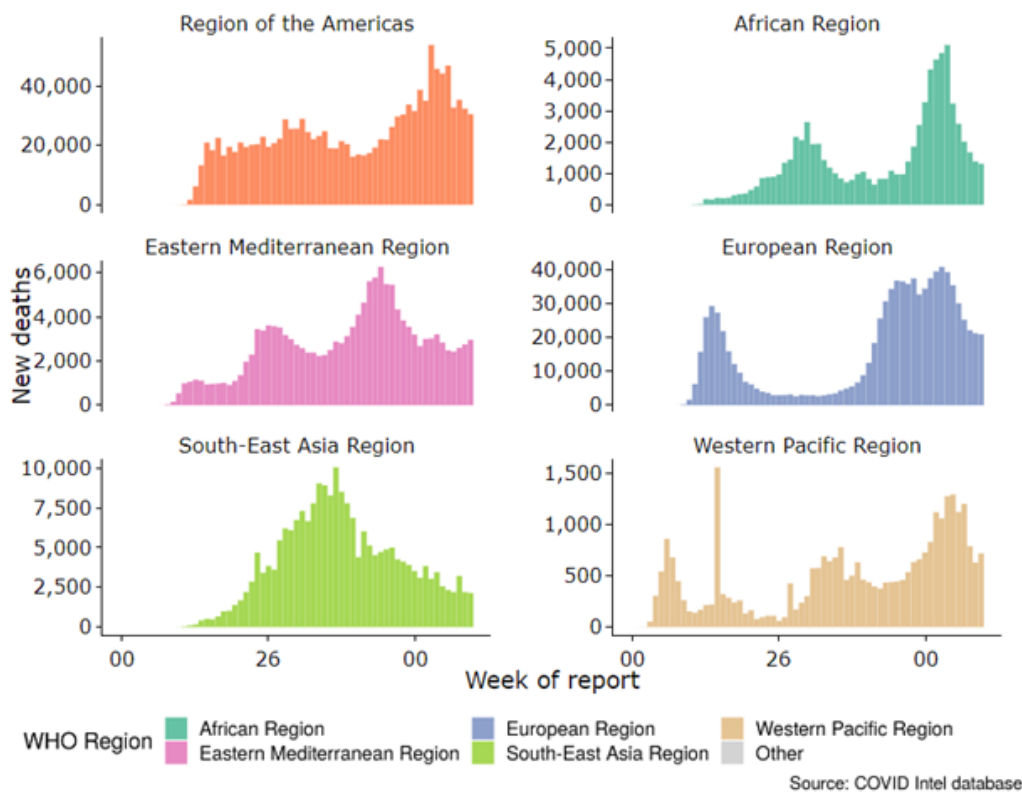 Region of the Americas
African Region
40,000
20,000
0
5,000
4,000
3,000
2,000
1,000
0
Eastern Mediterranean Region
European Region
New deaths
6,000
4,000
2,000
0
40,000
30,000
20,000
10,000
0
South-East Asia Region
Western Pacific Region
10,000
7,500
5,000
2,500
0
1,500
1,000
500
0
00 26 00
00 26 00
Week of report
WHO Region
African Region
European Region
Western Pacific Region
Eastern Mediterranean Region
South-East Asia Region
Other
Source: COVID Intel database